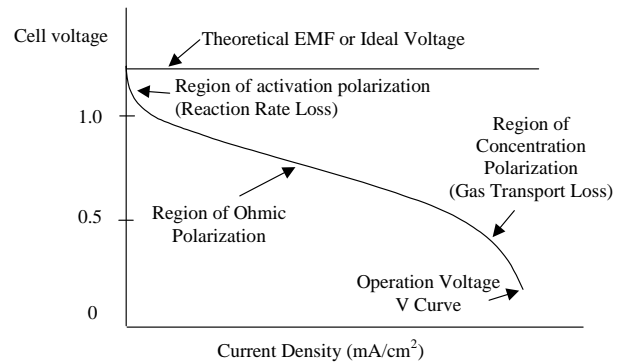 Cell voltage
Theoretical EMF or Ideal Voltage
Region of activation polarization
(Reaction Rate Loss)
1.0
Region of
Concentration
Polarization
(Gas Transport Loss)
0.5
Region of Ohmic
Polarization
Operation Voltage
V Curve
0
Current Density (mA/cm²)